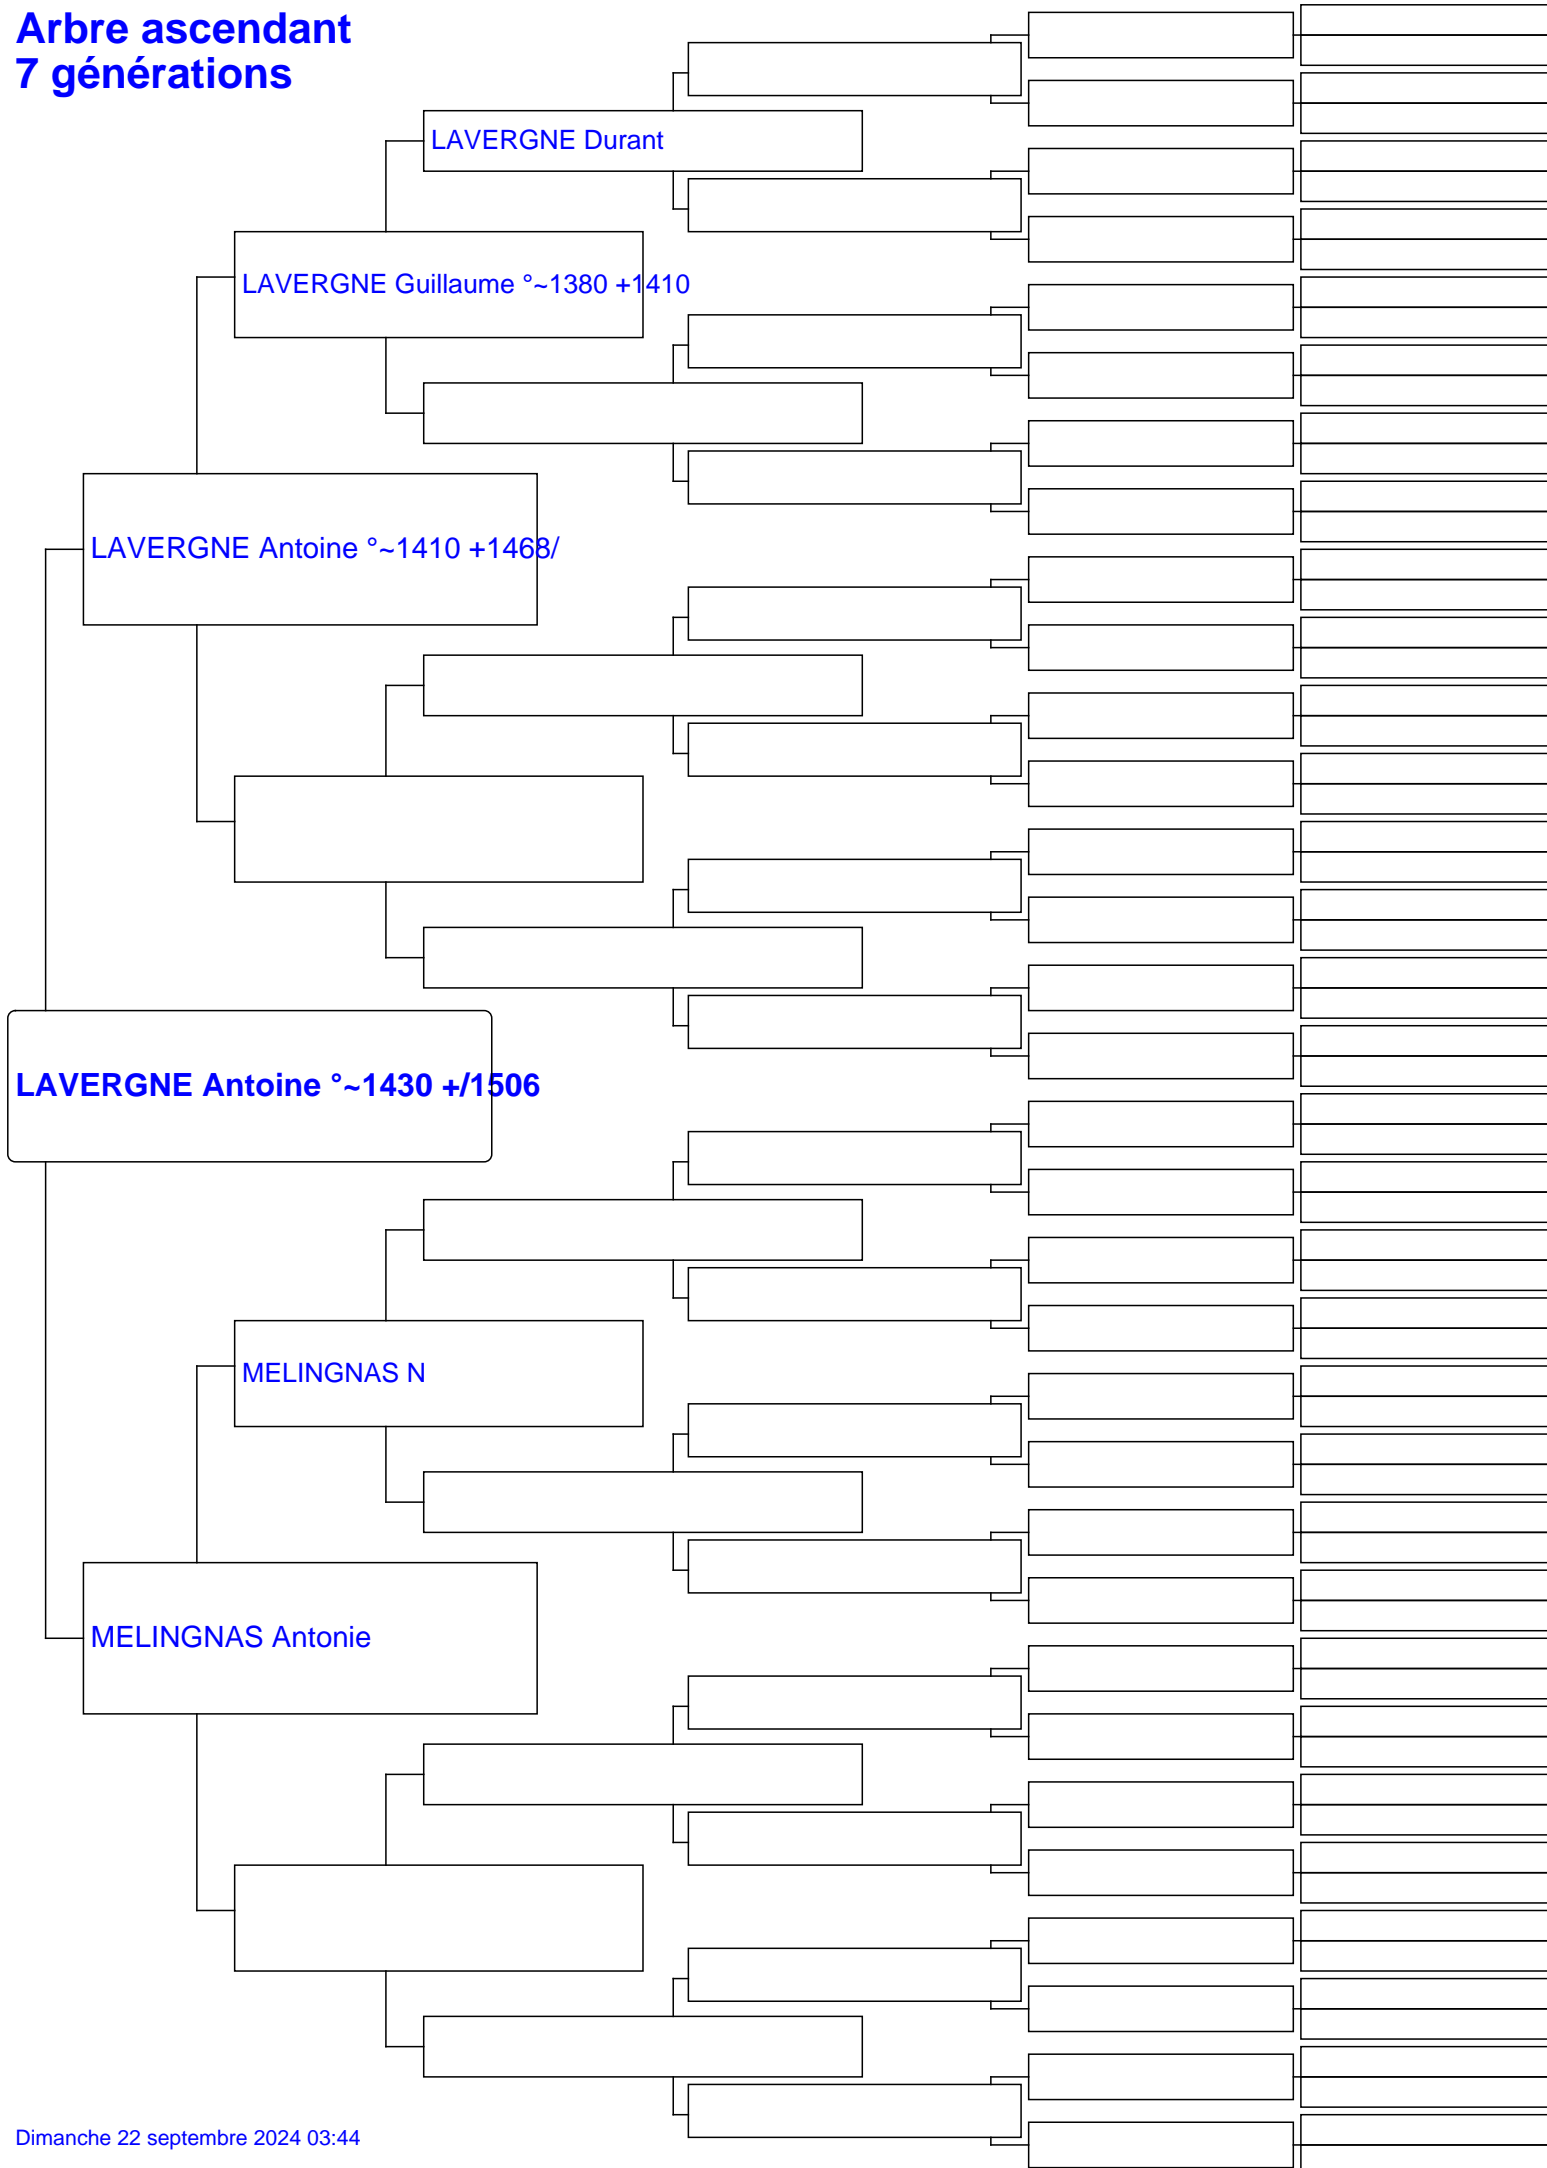 Arbre ascendant
7 générations
LAVERGNE Durant
LAVERGNE Guillaume °~1380 +1410
LAVERGNE Antoine °~1410 +1468/
LAVERGNE Antoine °~1430 +/1506
MELINGNAS N
MELINGNAS Antonie
Dimanche 22 septembre 2024 03:44